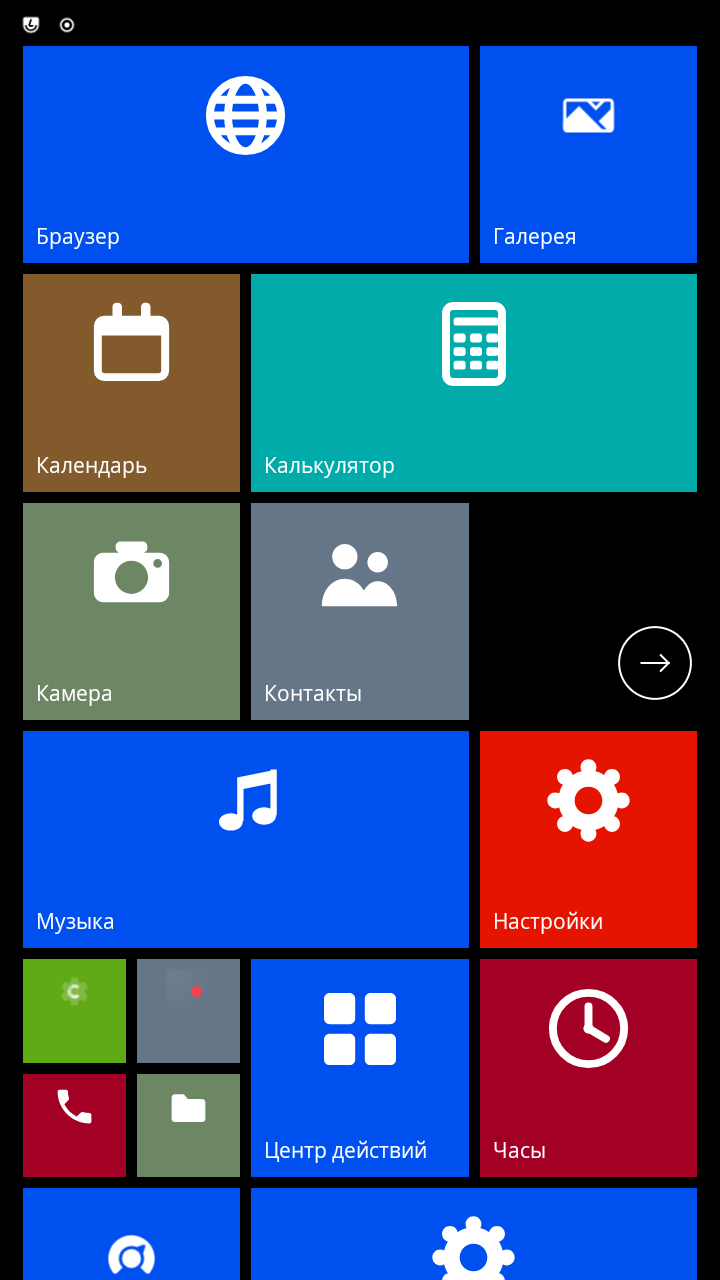 Браузер
Галерея
Календарь
Калькулятор
Камера
Контакты
Музыка
Настройки
Центр действий
Часы